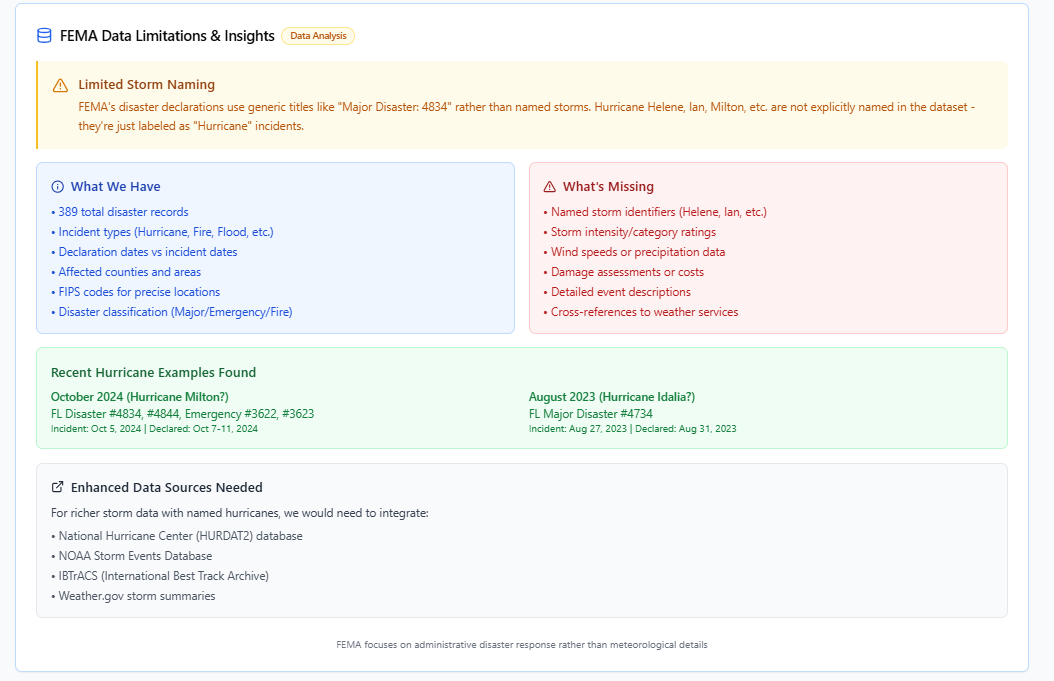 FEMA Data Limitations & Insights Data Analysis
Limited Storm Naming
FEMA's disaster declarations use generic titles like "Major Disaster: 4834" rather than named storms. Hurricane Helene, Ian, Milton, etc. are not explicitly named in the dataset -
they're just labeled as "Hurricane" incidents.
What We Have
• 389 total disaster records
• Incident types (Hurricane, Fire, Flood, etc.)
• Declaration dates vs incident dates
• Affected counties and areas
• FIPS codes for precise locations
• Disaster classification (Major/Emergency/Fire)
What's Missing
• Named storm identifiers (Helene, Ian, etc.)
• Storm intensity/category ratings
• Wind speeds or precipitation data
• Damage assessments or costs
• Detailed event descriptions
• Cross-references to weather services
Recent Hurricane Examples Found
October 2024 (Hurricane Milton?)
FL Disaster #4834, #4844, Emergency #3622, #3623
Incident: Oct 5, 2024 | Declared: Oct 7-11, 2024
August 2023 (Hurricane Idalia?)
FL Major Disaster #4734
Incident: Aug 27, 2023 | Declared: Aug 31, 2023
Enhanced Data Sources Needed
For richer storm data with named hurricanes, we would need to integrate:
• National Hurricane Center (HURDAT2) database
• NOAA Storm Events Database
• IBTrACS (International Best Track Archive)
• Weather.gov storm summaries
FEMA focuses on administrative disaster response rather than meteorological details